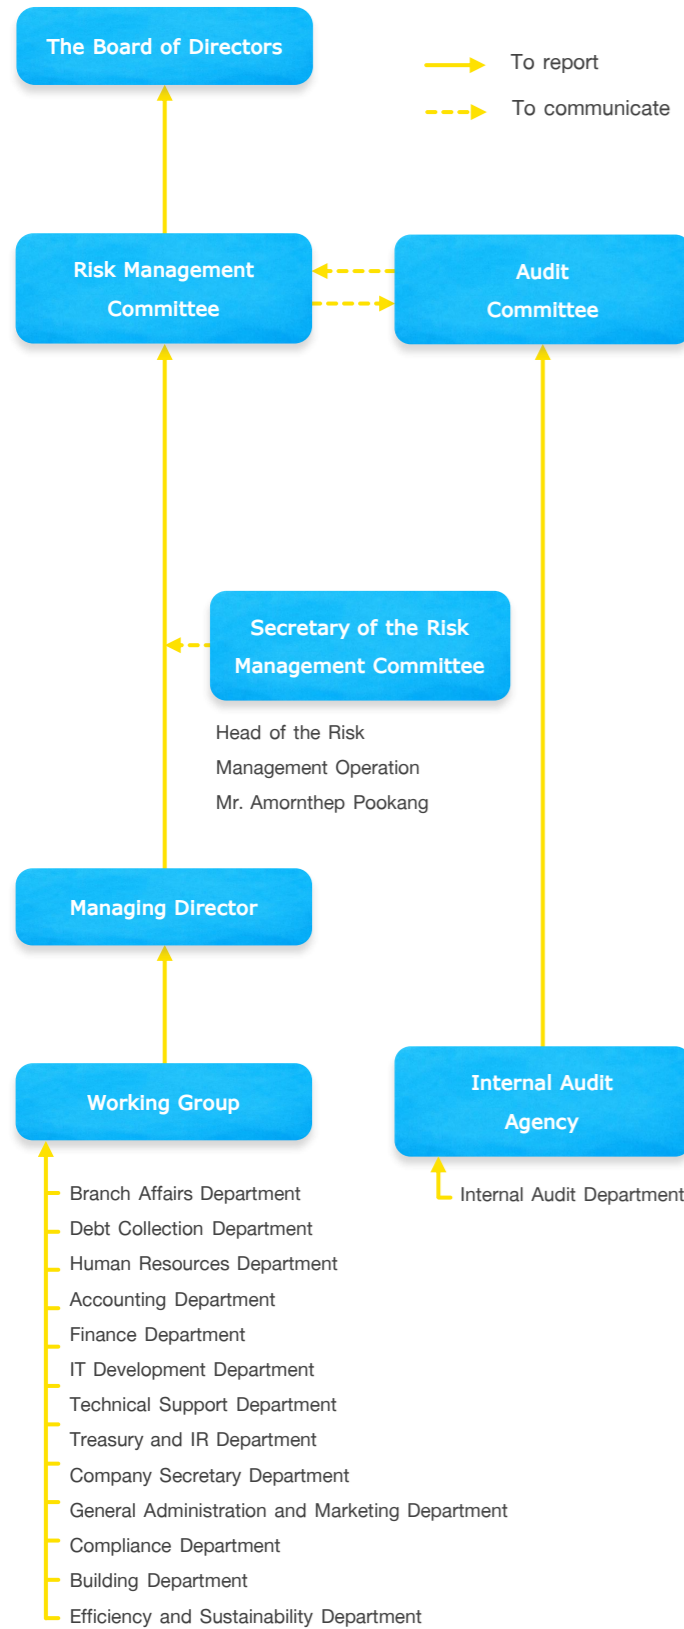 The Board of Directors
To report
To communicate
Risk Management
Committee
Audit
Committee
Secretary of the Risk
Management Committee
Head of the Risk
Management Operation
Mr. Amornthep Pookang
Managing Director
Working Group
Internal Audit
Agency
Branch Affairs Department
Debt Collection Department
Human Resources Department
Accounting Department
Finance Department
IT Development Department
Technical Support Department
Treasury and IR Department
Company Secretary Department
General Administration and Marketing Department
Compliance Department
Building Department
Efficiency and Sustainability Department
Internal Audit Department